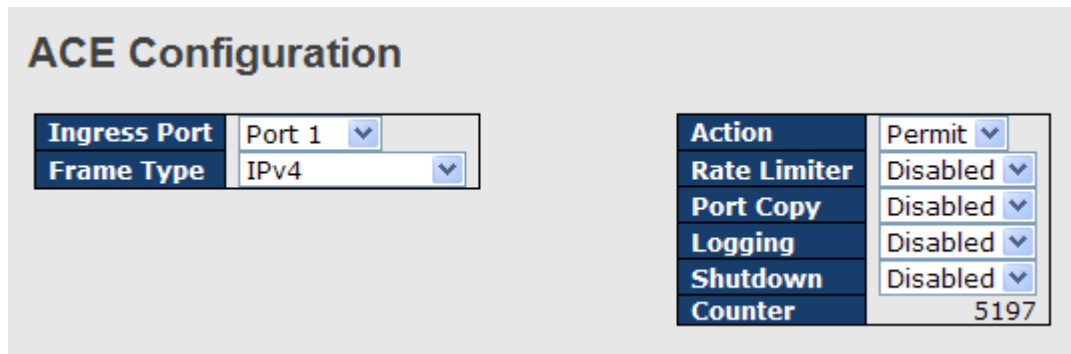 ACE Configuration
Ingress Port Port 1
Frame Type IPv4
Action Permit
Rate Limiter Disabled
Port Copy Disabled
Logging Disabled
Shutdown Disabled
Counter 5197